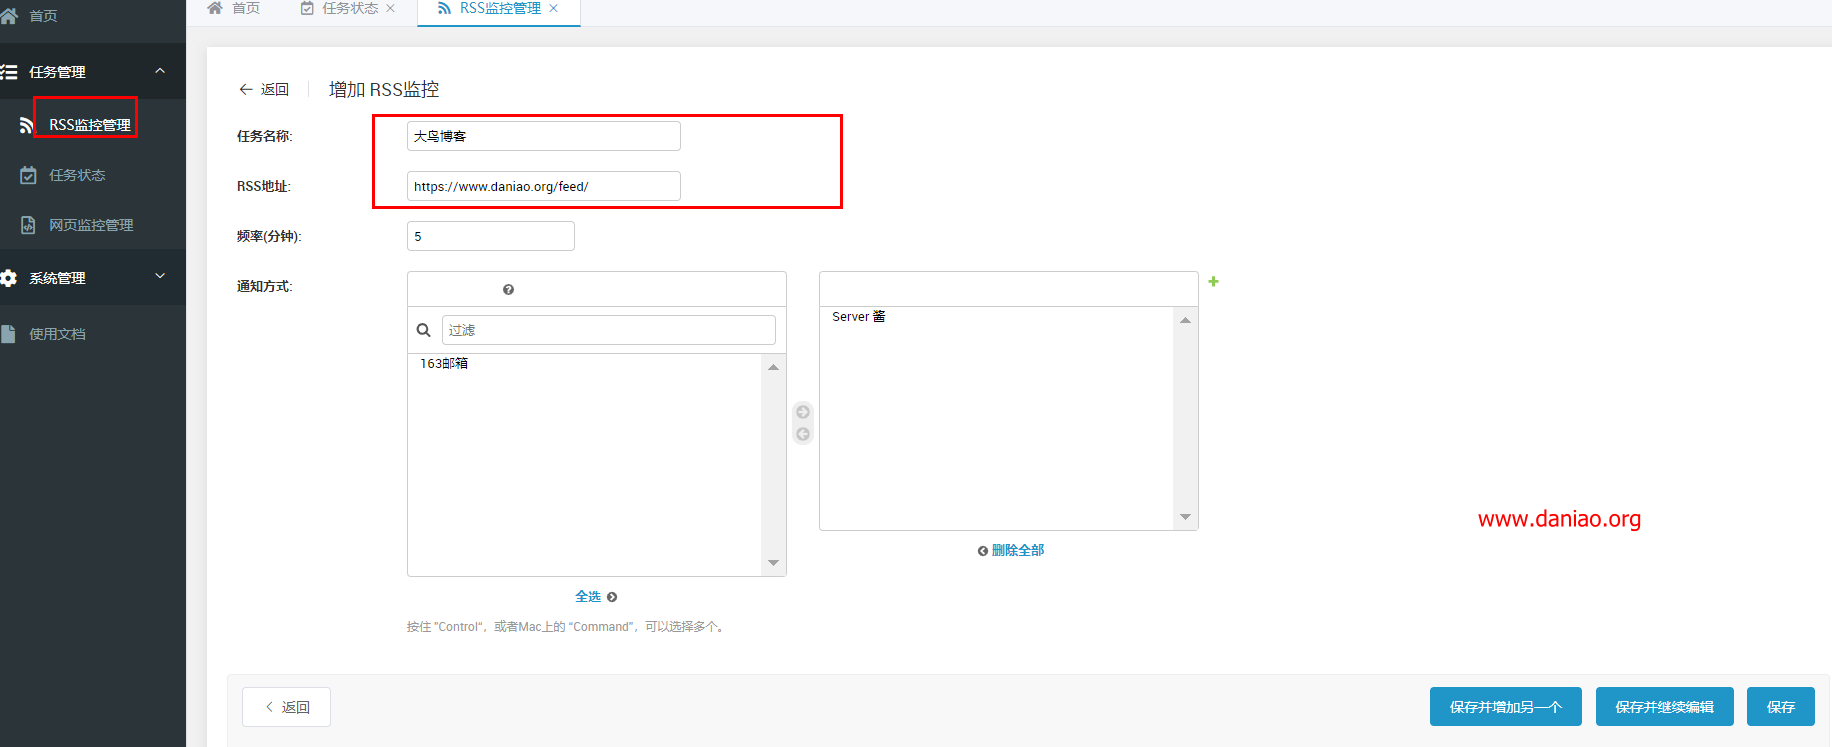 首页
任务管理
RSS监控管理
任务状态
网页监控管理
系统管理
使用文档
首页
任务状态
RSS监控管理
返回
增加 RSS监控
任务名称:
大鸟博客
RSS地址:
https://www.daniao.org/feed/
频率(分钟):
5
通知方式:
过滤
163邮箱
Server 酱
全选
删除全部
按住 "Control“，或者Mac上的 “Command”，可以选择多个。
www.daniao.org
返回
保存并增加另一个
保存并继续编辑
保存